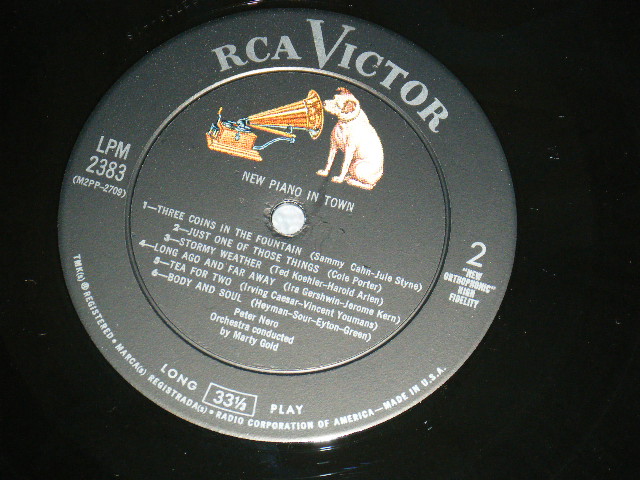 RCA VICTOR
LPM
2383
(M2PP-2709)
NEW PIANO IN TOWN
1—THREE COINS IN THE FOUNTAIN (Sammy Cahn-Jule Styne)
2—JUST ONE OF THOSE THINGS (Cole Porter)
3—STORMY WEATHER (Ted Koehler-Harold Arlen)
4—LONG AGO AND FAR AWAY (Ira Gershwin-Jerome Kern)
5—TEA FOR TWO (Irving Caesar-Vincent Youmans)
6—BODY AND SOUL (Heyman-Sour-Eyton-Green)
Peter Nero
Orchestra conducted
by Marty Gold
2
"NEW
ORTHOPHONIC"
HIGH
FIDELITY
LONG 33⅓ PLAY
TMK(s) ® REGISTERED • MARCA(s) REGISTRADA(s) • RADIO CORPORATION OF AMERICA—MADE IN U.S.A.